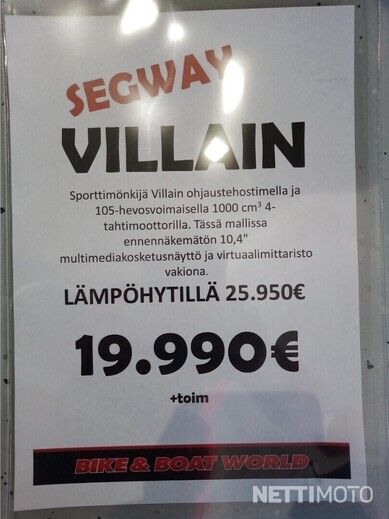 SEGWAY
VILLAIN
Sporttimönkijä Villain ohjaustehostimella ja
105-hevosvoimaisella 1000 cm³ 4-
tahtimoottorilla. Tässä mallissa
ennennäkemätön 10,4"
multimediakosketusnäyttö ja virtuaalimittaristo
vakiona.
LÄMPÖHYTILLÄ 25.950€
19.990€
+toim
BIKE & BOAT WORLD
NETTIMOTO